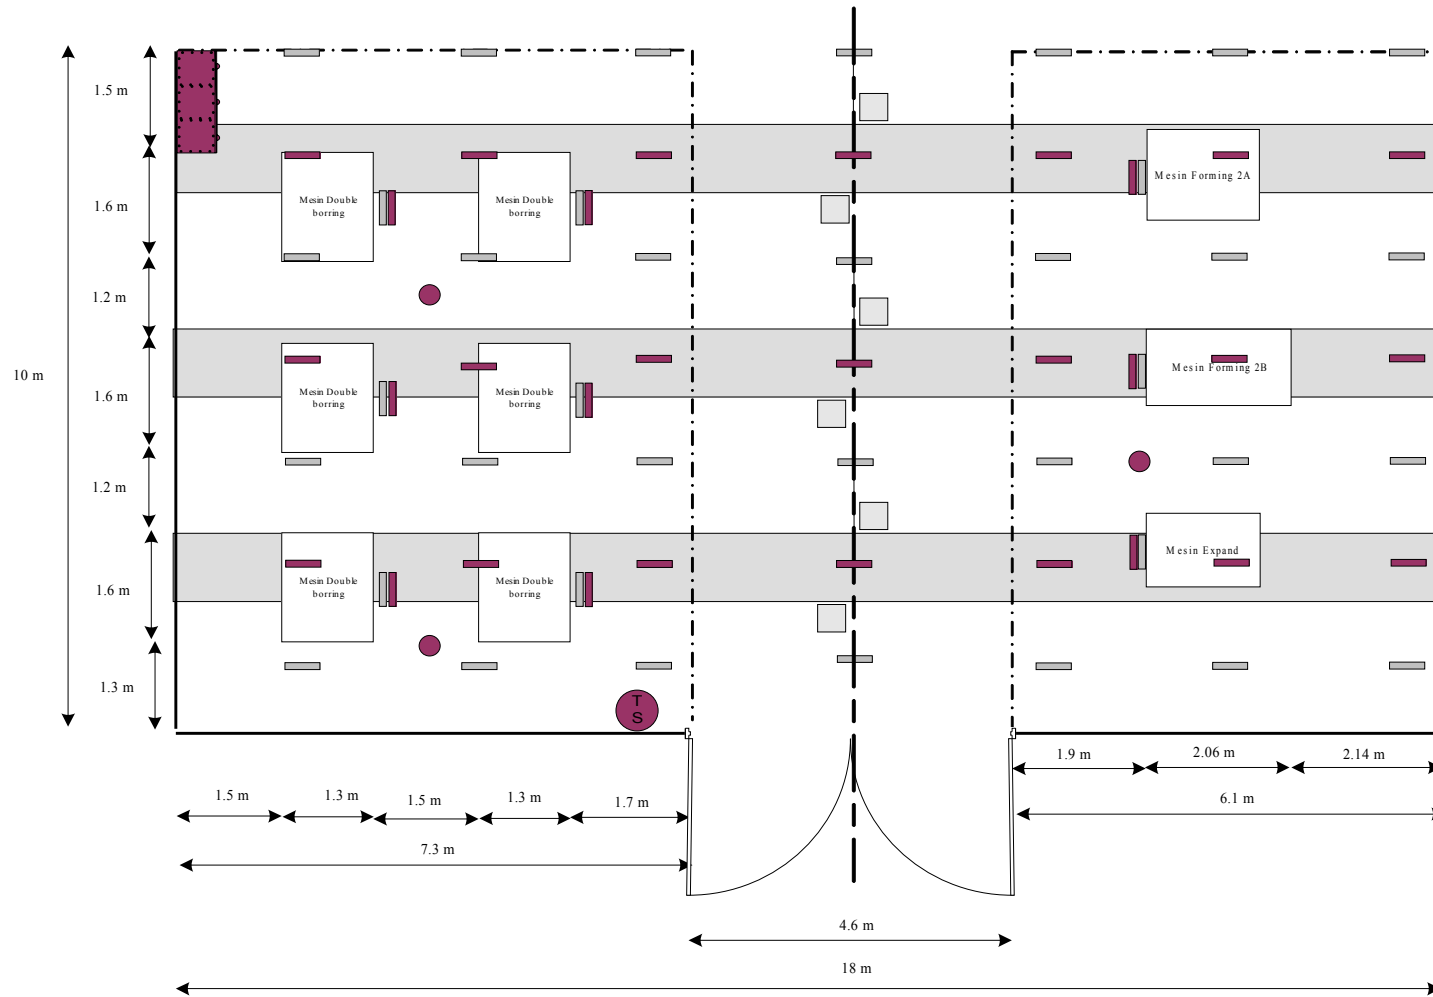 1.5 m
Mesin Forming 2A
Mesin Double
borring
Mesin Double
borring
1.6 m
1.2 m
10 m
Mesin Forming 2B
1.6 m
Mesin Double
borring
Mesin Double
borring
1.2 m
Mesin Expand
1.6 m
Mesin Double
borring
Mesin Double
borring
1.3 m
T
S
1.9 m
2.06 m
2.14 m
1.5 m
1.3 m
1.5 m
1.3 m
1.7 m
6.1 m
7.3 m
4.6 m
18 m